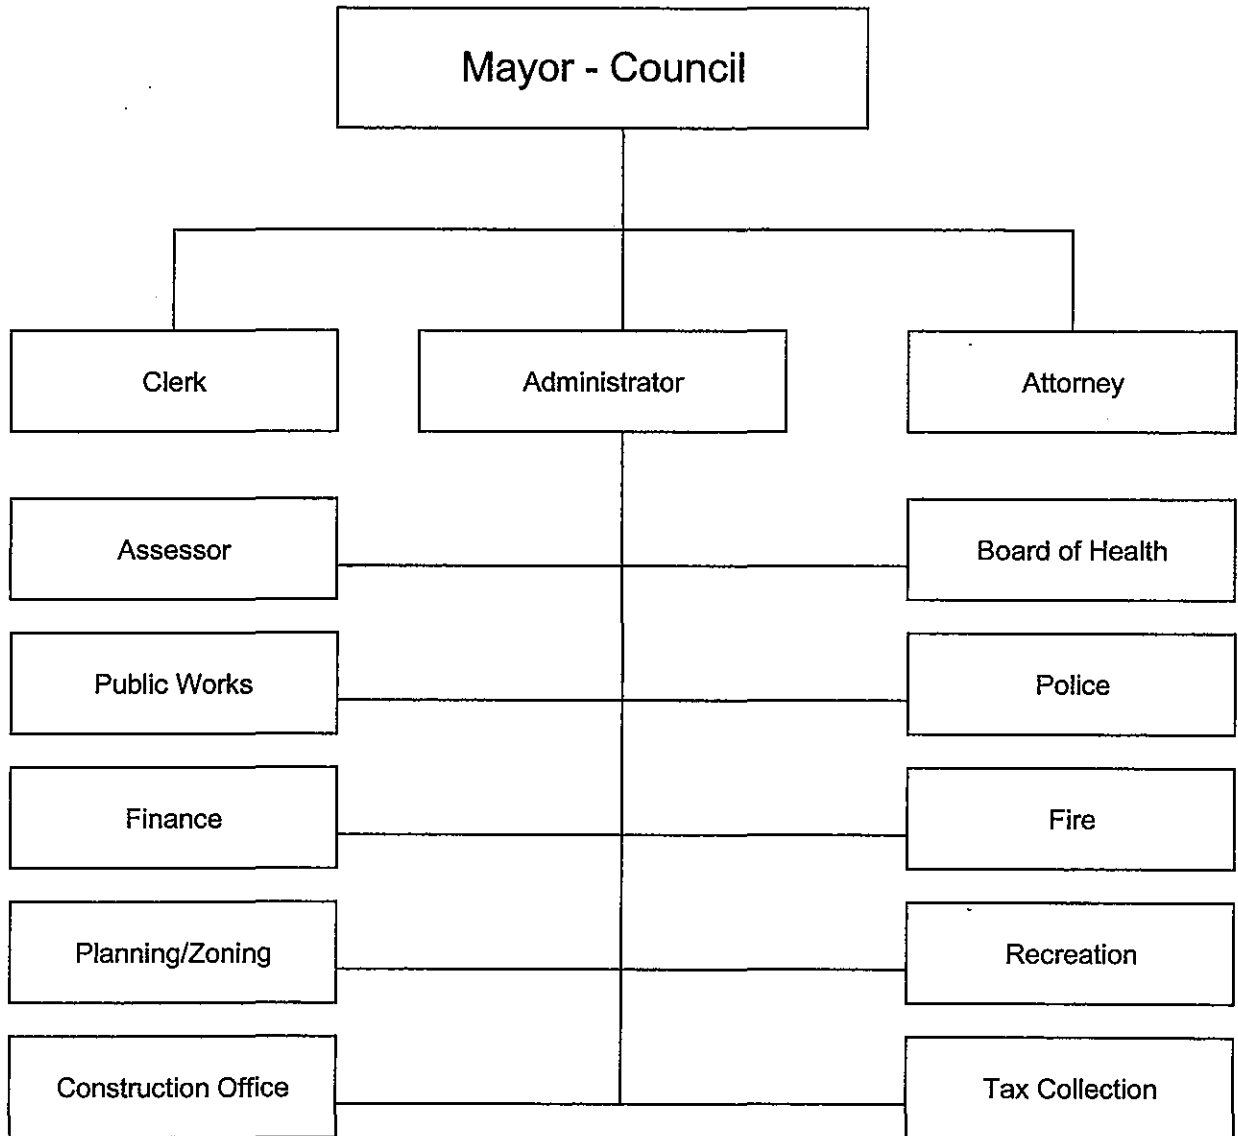 Mayor - Council
Clerk
Administrator
Attorney
Assessor
Board of Health
Public Works
Police
Finance
Fire
Planning/Zoning
Recreation
Construction Office
Tax Collection